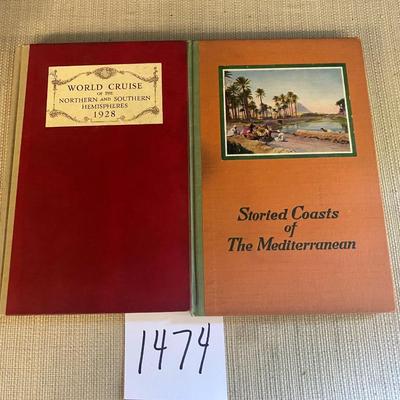 WORLD CRUISE
OF THE
NORTHERN AND SOUTHERN
HEMISPHERES
1928
Storied Coasts
of
The Mediterranean
1474